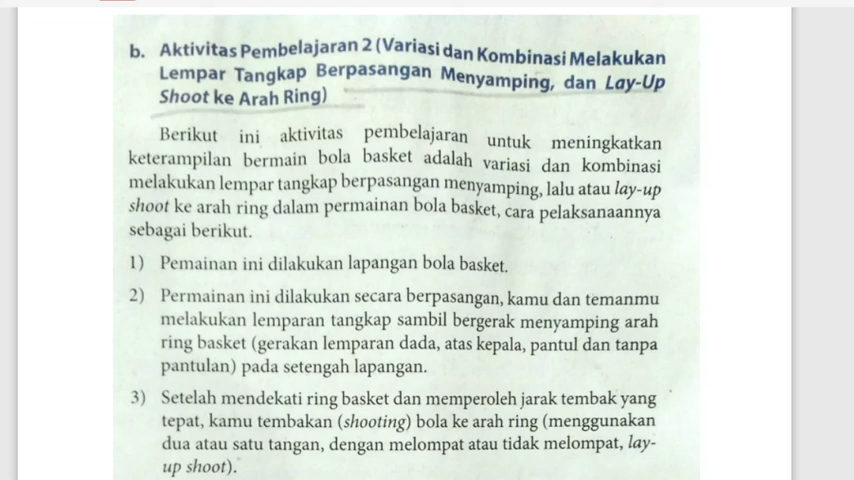 b. Aktivitas Pembelajaran 2 (Variasi dan Kombinasi Melakukan
Lempar Tangkap Berpasangan Menyamping, dan Lay-Up
Shoot ke Arah Ring)
Berikut ini aktivitas pembelajaran untuk meningkatkan
keterampilan bermain bola basket adalah variasi dan kombinasi
melakukan lempar tangkap berpasangan menyamping, lalu atau lay-up
shoot ke arah ring dalam permainan bola basket, cara pelaksanaannya
sebagai berikut.
1) Pemainan ini dilakukan lapangan bola basket.
2) Permainan ini dilakukan secara berpasangan, kamu dan temanmu
melakukan lemparan tangkap sambil bergerak menyamping arah
ring basket (gerakan lemparan dada, atas kepala, pantul dan tanpa
pantulan) pada setengah lapangan.
3) Setelah mendekati ring basket dan memperoleh jarak tembak yang
tepat, kamu tembakan (shooting) bola ke arah ring (menggunakan
dua atau satu tangan, dengan melompat atau tidak melompat, lay-
up shoot).